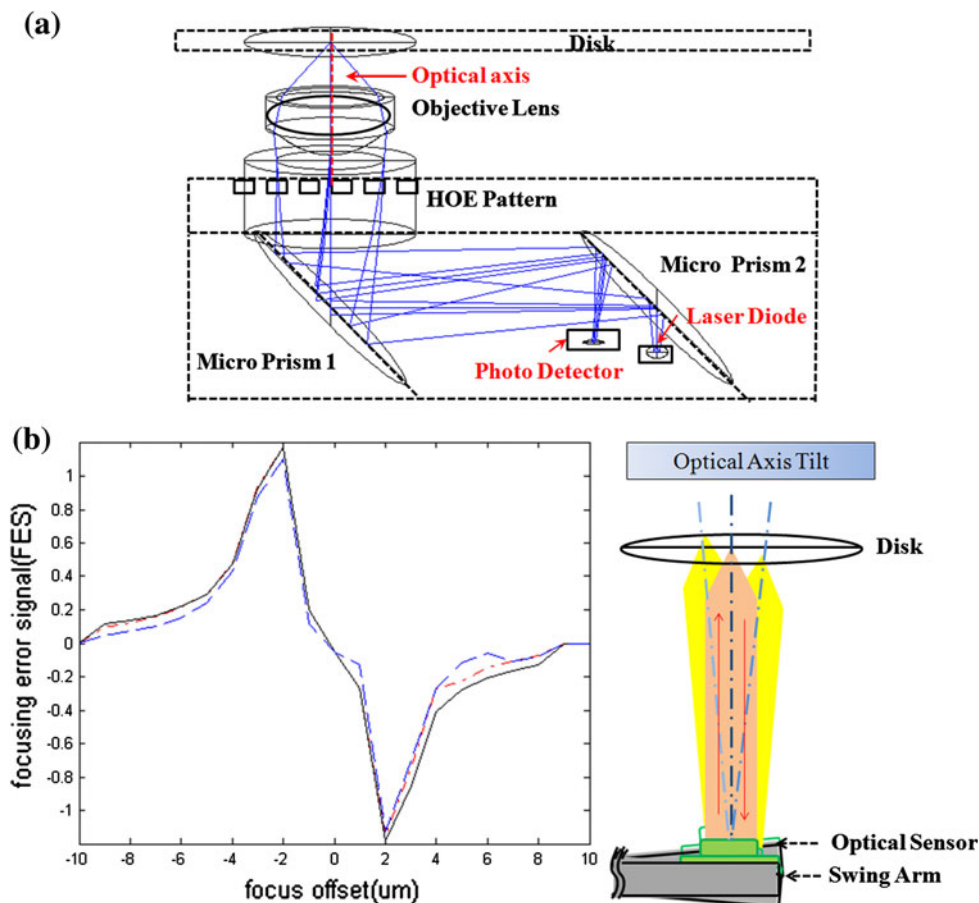 (a)
Disk
Optical axis
Objective Lens
HOE Pattern
Micro Prism 2
Laser Diode
Micro Prism 1
Photo Detector
(b)
focusing error signal(FES)
1
0.8
0.6
0.4
0.2
0
-0.2
-0.4
-0.6
-0.8
-1
-10
-8
-6
-4
-2
0
2
4
6
8
10
focus offset(um)
Optical Axis Tilt
Disk
Optical Sensor
Swing Arm